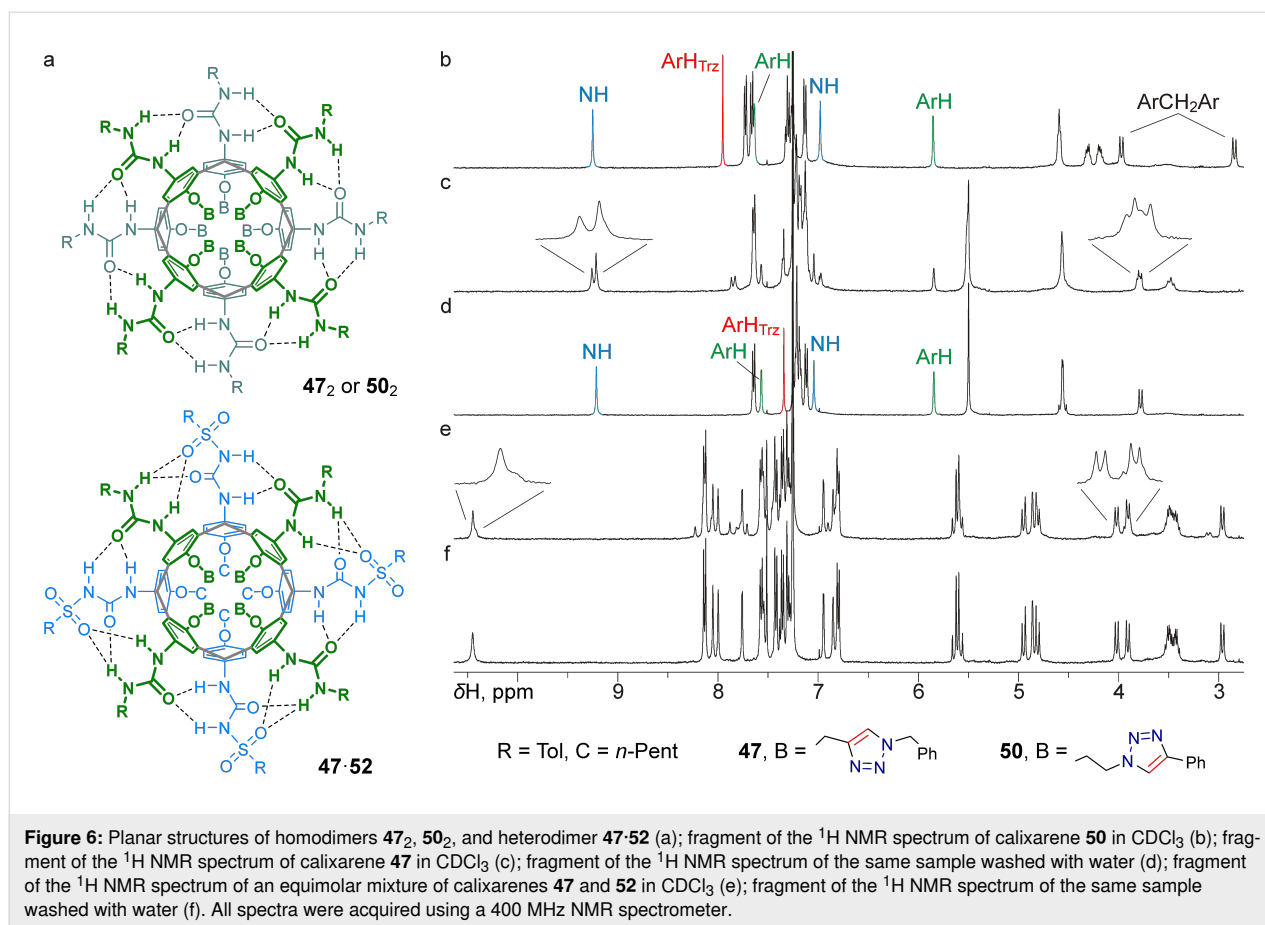 a
b
ArH_Trz ArH
NH NH
ArH ArCH2Ar
c
d
ArH_Trz
NH ArH NH ArH
e
f
47₂ or 50₂
47·52
δH, ppm 9 8 7 6 5 4 3
R = Tol, C = n-Pent 47, B = 50, B =
N Ph N=N
N=N N Ph
Figure 6: Planar structures of homodimers 47₂, 50₂, and heterodimer 47·52 (a); fragment of the ¹H NMR spectrum of calixarene 50 in CDCl₃ (b); frag-
ment of the ¹H NMR spectrum of calixarene 47 in CDCl₃ (c); fragment of the ¹H NMR spectrum of the same sample washed with water (d); fragment
of the ¹H NMR spectrum of an equimolar mixture of calixarenes 47 and 52 in CDCl₃ (e); fragment of the ¹H NMR spectrum of the same sample
washed with water (f). All spectra were acquired using a 400 MHz NMR spectrometer.